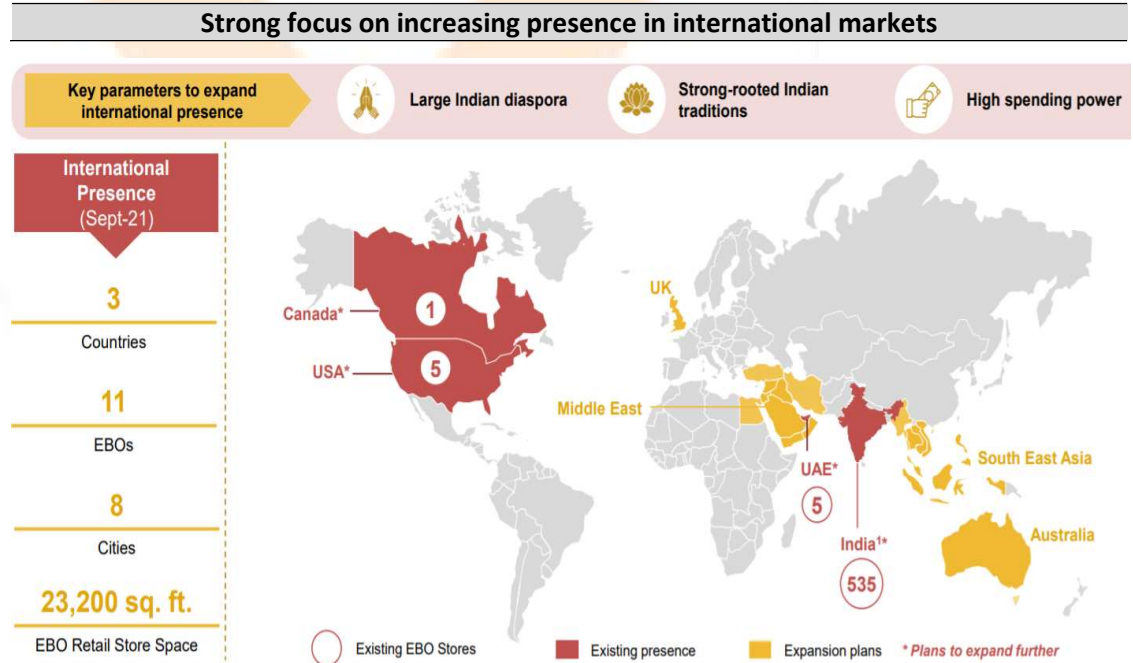 Strong focus on increasing presence in international markets
Key parameters to expand
international presence
Large Indian diaspora
Strong-rooted Indian
traditions
High spending power
International
Presence
(Sept-21)
3
Countries
11
EBOs
8
Cities
23,200 sq. ft.
EBO Retail Store Space
Canada*
1
USA*
5
UK
Middle East
UAE*
5
India¹*
535
South East Asia
Australia
Existing EBO Stores
Existing presence
Expansion plans
* Plans to expand further